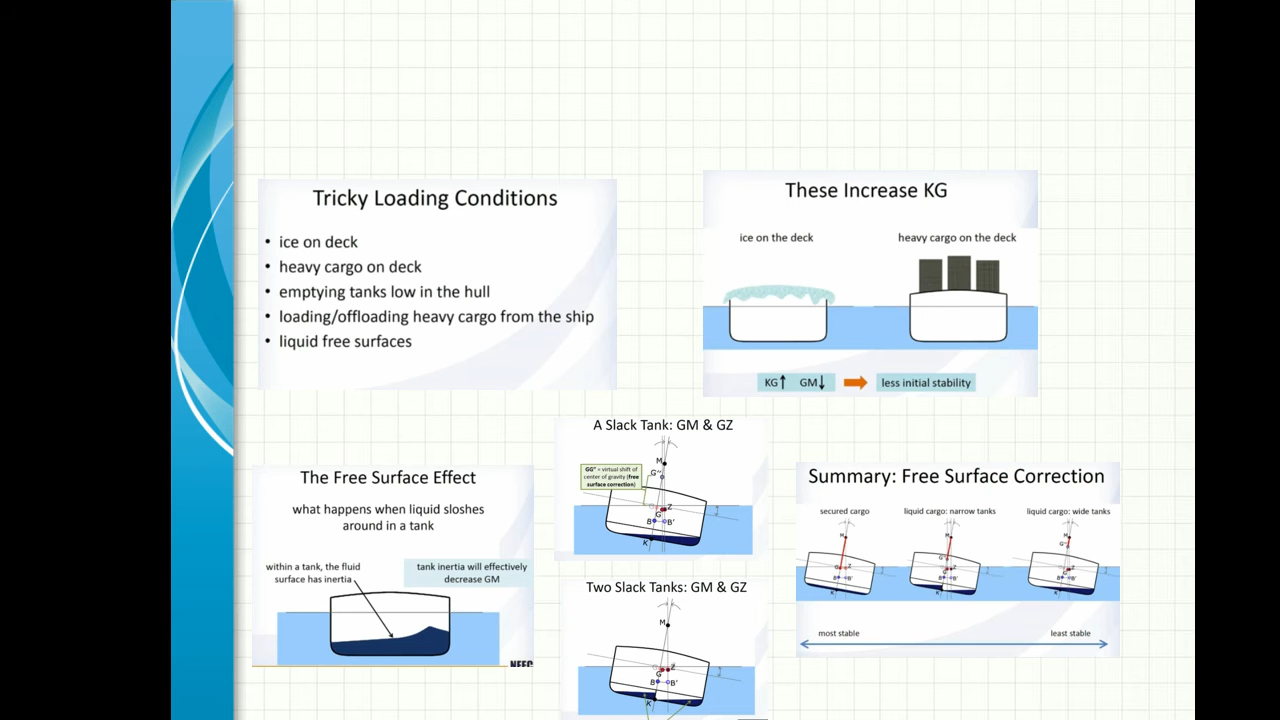 Tricky Loading Conditions
• ice on deck
• heavy cargo on deck
• emptying tanks low in the hull
• loading/offloading heavy cargo from the ship
• liquid free surfaces
These Increase KG
ice on the deck
heavy cargo on the deck
KG↑ GM↓
less initial stability
The Free Surface Effect
what happens when liquid sloshes
around in a tank
within a tank, the fluid
surface has inertia
tank inertia will effectively
decrease GM
A Slack Tank: GM & GZ
M
G''
GG'' = virtual shift of
center of gravity (free
surface correction)
G
Z
B
B'
K
Two Slack Tanks: GM & GZ
M
G
Z
B
B'
K
Summary: Free Surface Correction
secured cargo
liquid cargo: narrow tanks
liquid cargo: wide tanks
most stable
least stable